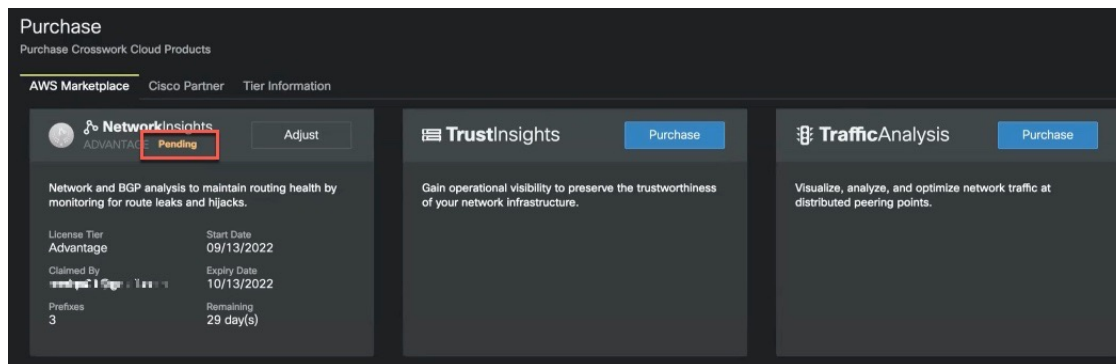 Purchase
Purchase Crosswork Cloud Products
AWS Marketplace Cisco Partner Tier Information
NetworkInsights
ADVANTAGE Pending
Adjust
Network and BGP analysis to maintain routing health by
monitoring for route leaks and hijacks.
License Tier Start Date
Advantage 09/13/2022
Claimed By Expiry Date
10/13/2022
Prefixes Remaining
3 29 day(s)
TrustInsights Purchase
Gain operational visibility to preserve the trustworthiness
of your network infrastructure.
TrafficAnalysis Purchase
Visualize, analyze, and optimize network traffic at
distributed peering points.